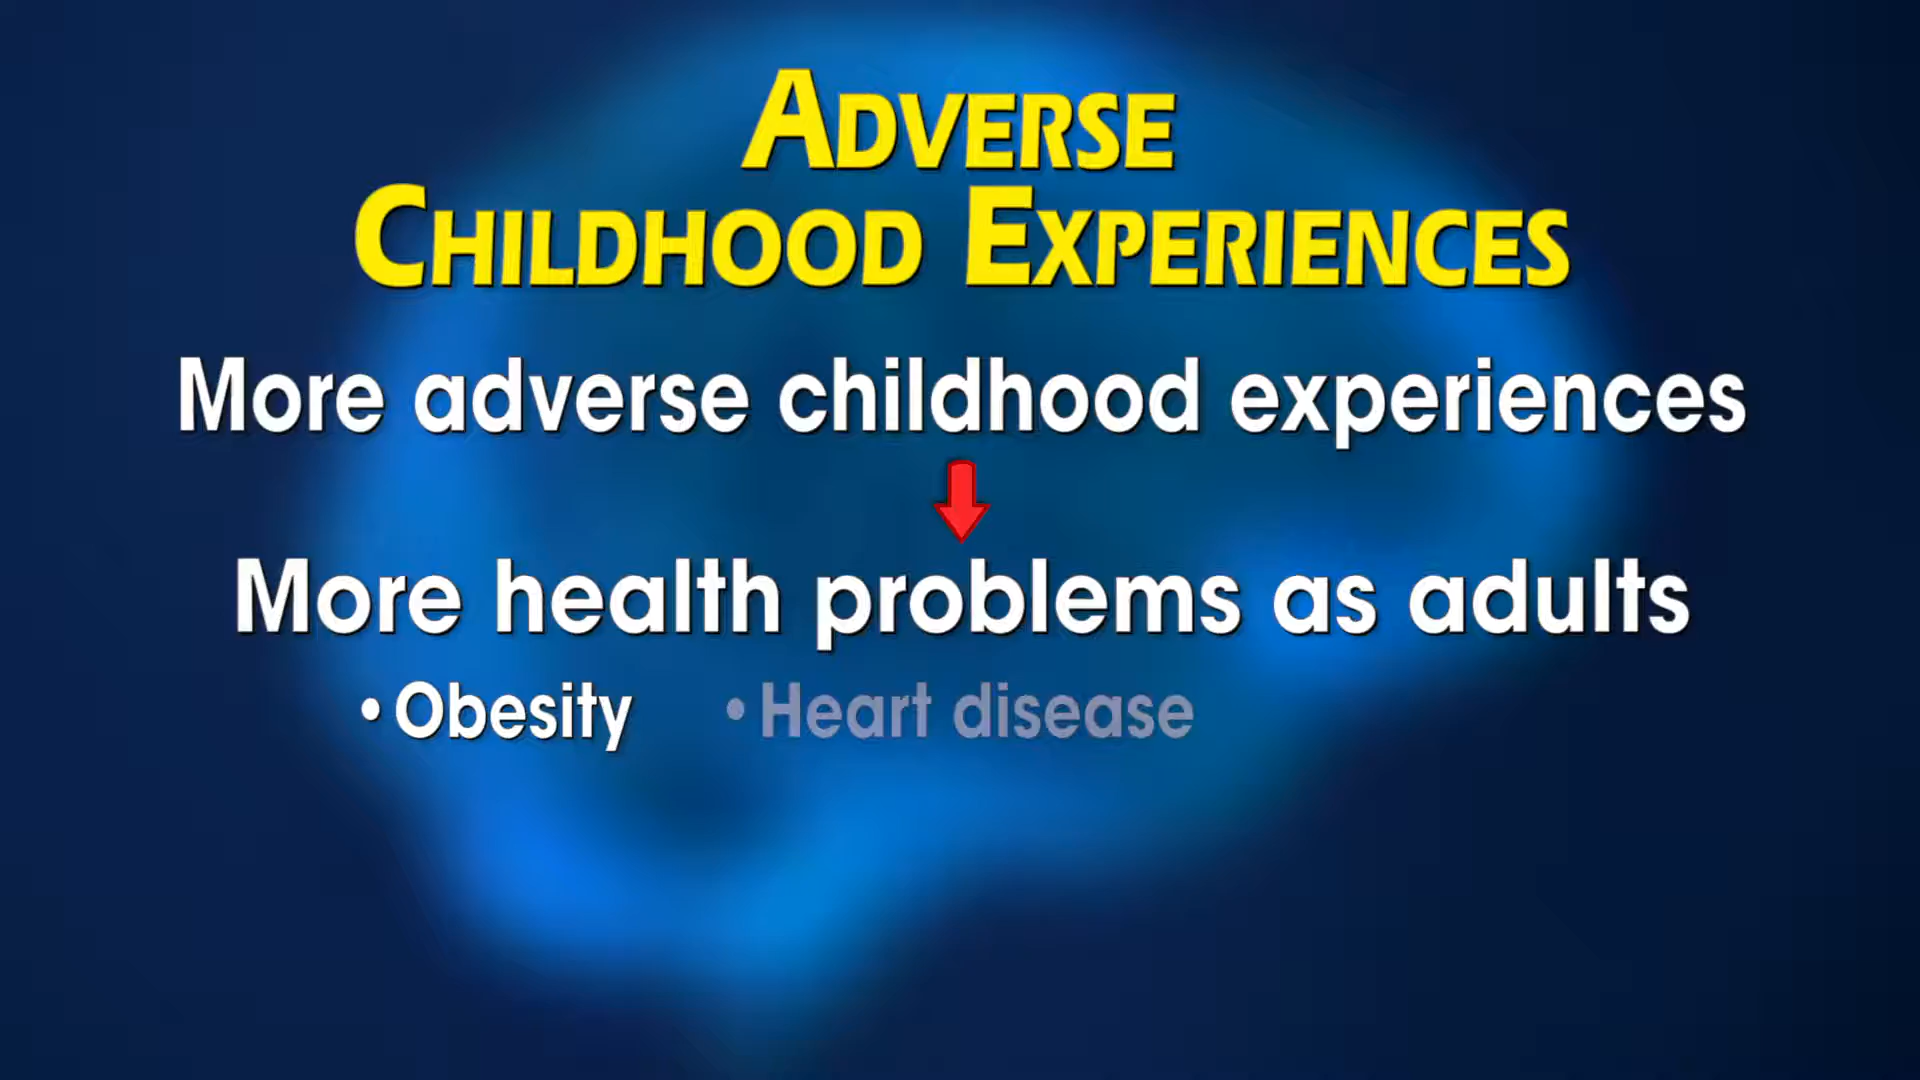 ADVERSE
CHILDHOOD EXPERIENCES
More adverse childhood experiences
More health problems as adults
• Obesity • Heart disease